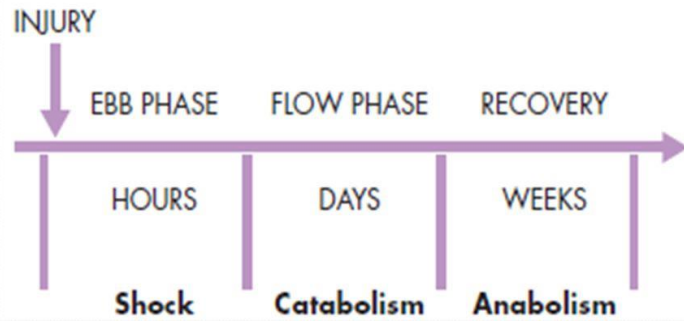 INJURY
EBB PHASE FLOW PHASE RECOVERY
HOURS DAYS WEEKS
Shock Catabolism Anabolism